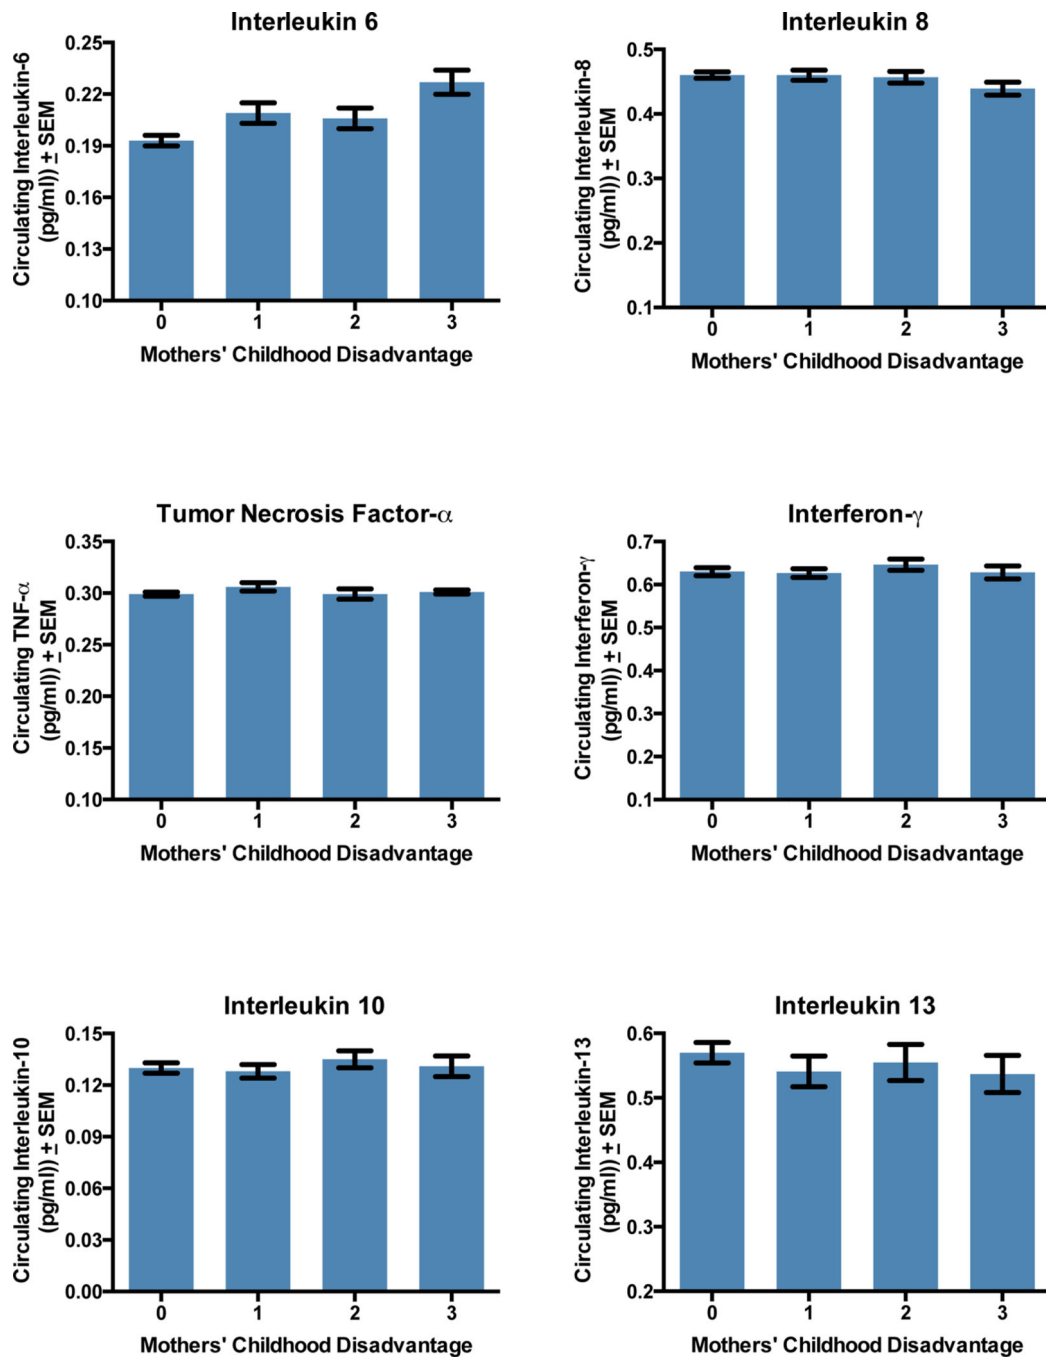 Interleukin 6
Circulating Interleukin-6
(pg/ml)) ± SEM
0.25
0.22
0.19
0.16
0.13
0.10
0 1 2 3
Mothers' Childhood Disadvantage
Interleukin 8
Circulating Interleukin-8
(pg/ml)) ± SEM
0.5
0.4
0.3
0.2
0.1
0 1 2 3
Mothers' Childhood Disadvantage
Tumor Necrosis Factor-α
Circulating TNF-α
(pg/ml)) ± SEM
0.35
0.30
0.25
0.20
0.15
0.10
0 1 2 3
Mothers' Childhood Disadvantage
Interferon-γ
Circulating Interferon-γ
(pg/ml)) ± SEM
0.7
0.6
0.5
0.4
0.3
0.2
0.1
0 1 2 3
Mothers' Childhood Disadvantage
Interleukin 10
Circulating Interleukin-10
(pg/ml)) ± SEM
0.15
0.12
0.09
0.06
0.03
0.00
0 1 2 3
Mothers' Childhood Disadvantage
Interleukin 13
Circulating Interleukin-13
(pg/ml)) ± SEM
0.6
0.5
0.4
0.3
0.2
0 1 2 3
Mothers' Childhood Disadvantage